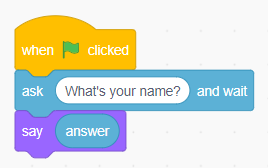 when clicked
ask What's your name? and wait
say answer